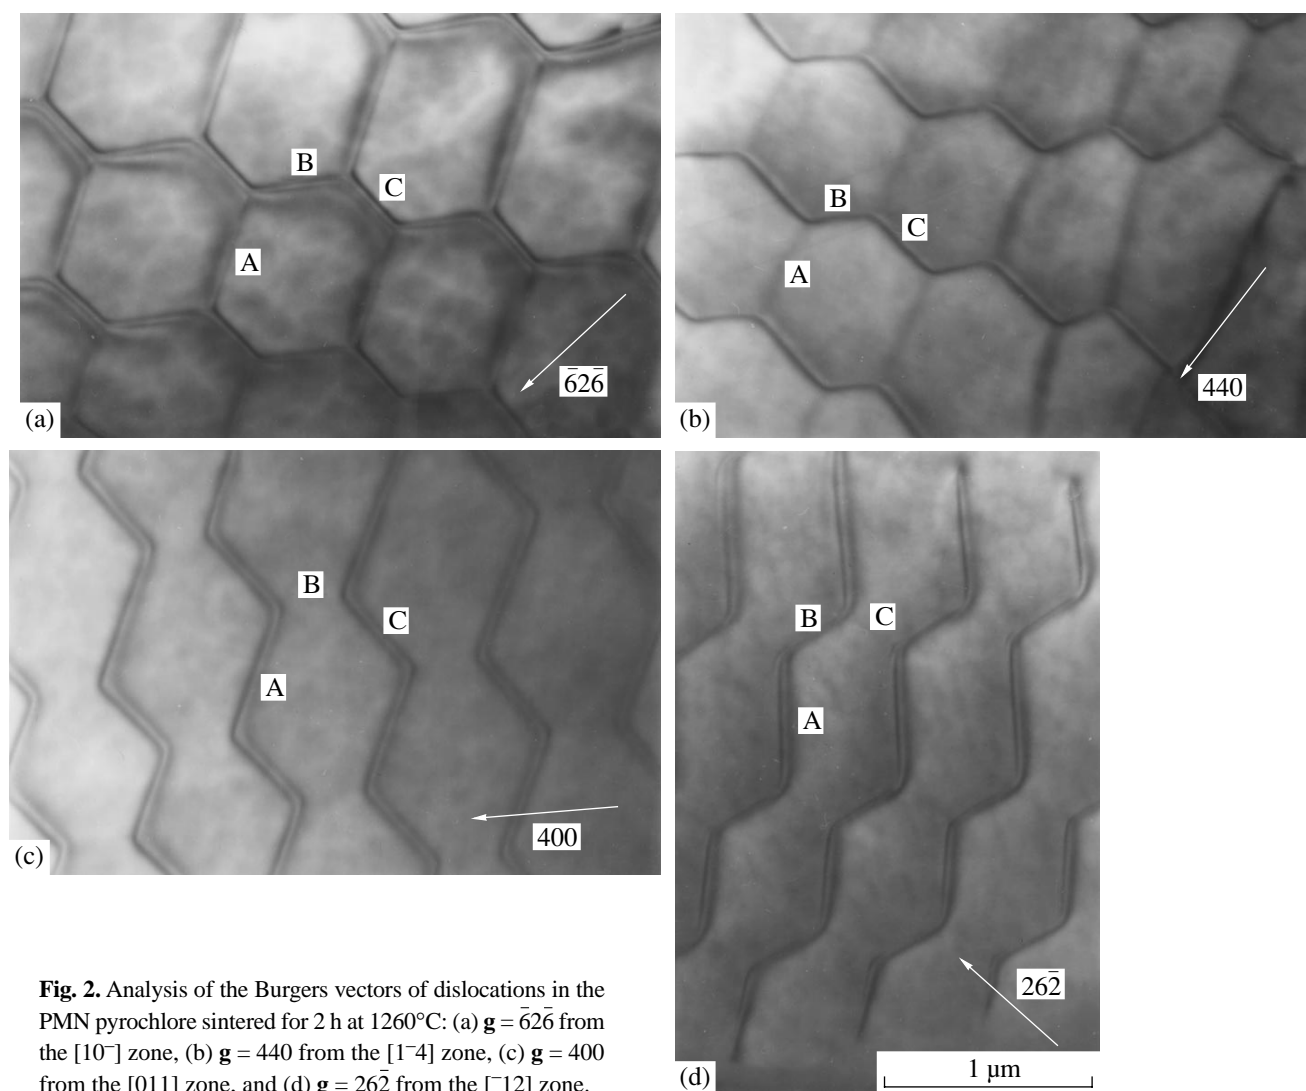 B
C
A
6̄26̄
(a)
B
C
A
440
(b)
B
C
A
400
(c)
B
C
A
262̄
1 µm
(d)
Fig. 2. Analysis of the Burgers vectors of dislocations in the
PMN pyrochlore sintered for 2 h at 1260°C: (a) g = 6̄26̄ from
the [10¯] zone, (b) g = 440 from the [1¯4] zone, (c) g = 400
from the [011] zone, and (d) g = 262̄ from the [¯12] zone.